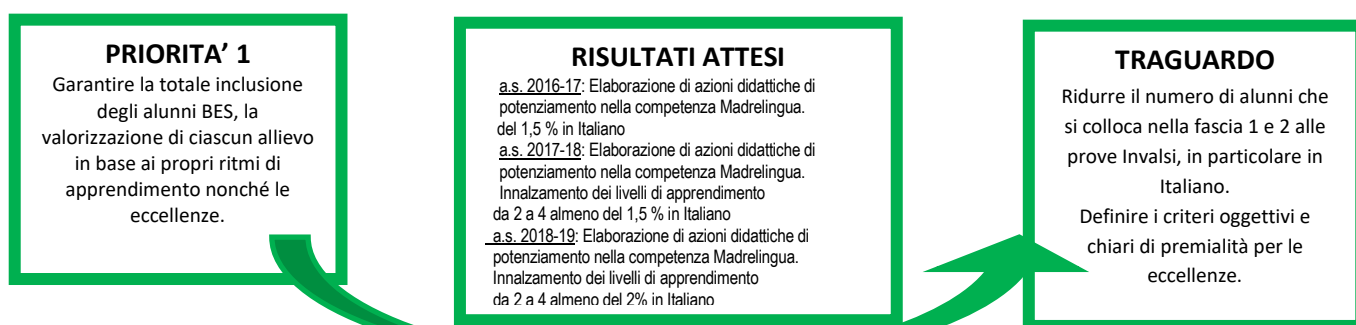 PRIORITA’ 1
Garantire la totale inclusione
degli alunni BES, la
valorizzazione di ciascun allievo
in base ai propri ritmi di
apprendimento nonché le
eccellenze.
RISULTATI ATTESI
a.s. 2016-17: Elaborazione di azioni didattiche di
potenziamento nella competenza Madrelingua.
del 1,5 % in Italiano
a.s. 2017-18: Elaborazione di azioni didattiche di
potenziamento nella competenza Madrelingua.
Innalzamento dei livelli di apprendimento
da 2 a 4 almeno del 1,5 % in Italiano
a.s. 2018-19: Elaborazione di azioni didattiche di
potenziamento nella competenza Madrelingua.
Innalzamento dei livelli di apprendimento
da 2 a 4 almeno del 2% in Italiano
TRAGUARDO
Ridurre il numero di alunni che
si colloca nella fascia 1 e 2 alle
prove Invalsi, in particolare in
Italiano.
Definire i criteri oggettivi e
chiari di premialità per le
eccellenze.